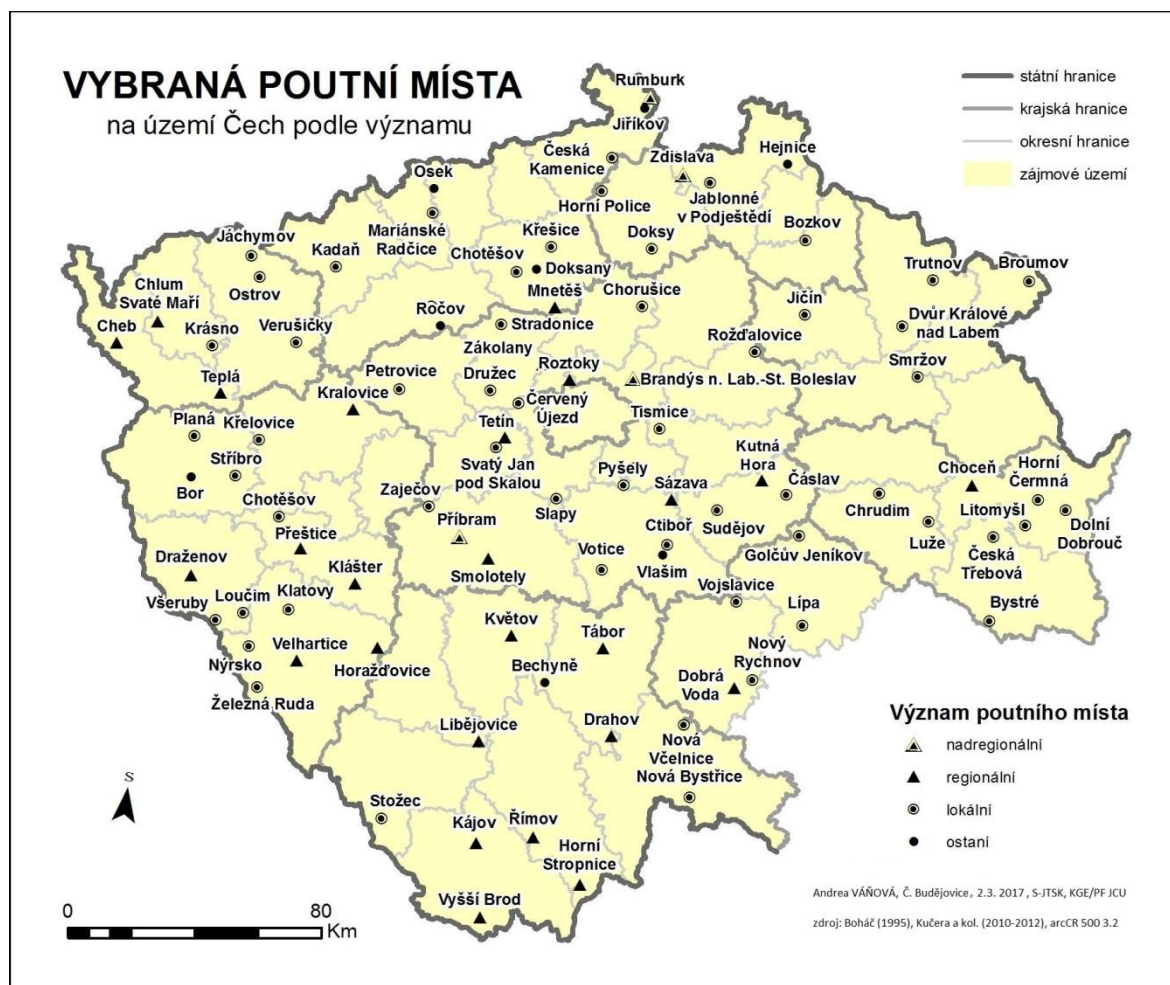 VYBRANÁ POUTNÍ MÍSTA
na území Čech podle významu
státní hranice
krajská hranice
okresní hranice
zájmové území
Rumburk
Jiříkov
Česká
Kamenice
Zdislava
Hejnice
Osek
Horní Police
Jablonné
v Podještědí
Mariánské
Radčice
Křešice
Doksy
Bozkov
Jáchymov
Kadaň
Chotěšov
Doksany
Trutnov
Broumov
Chlum
Svaté Maří
Ostrov
Mnetěš
Chorušice
Jičín
Dvůr Králové
nad Labem
Cheb
Krásno
Verušičky
Ročov
Stradonice
Rožďalovice
Smržov
Zákolany
Teplá
Petrovice
Družec
Roztoky
Brandýs n. Lab.-St. Boleslav
Kralovice
Červený
Újezd
Tismice
Planá
Křelovice
Tetín
Kutná
Hora
Stříbro
Svatý Jan
pod Skalou
Pyšely
Sázava
Čáslav
Choceň
Horní
Čermná
Bor
Chotěšov
Zaječov
Slapy
Sudějov
Chrudim
Litomyšl
Přeštice
Příbram
Ctiboř
Luže
Dolní
Dobrouč
Draženov
Klášter
Smolotely
Votice
Vlašim
Golčův Jeníkov
Česká
Třebová
Všeruby
Loučim
Klatovy
Vojslavice
Lípa
Bystré
Květov
Tábor
Nýrsko
Velhartice
Horažďovice
Bechyně
Nový
Rychnov
Dobrá
Voda
Železná Ruda
Libějovice
Drahov
Nová
Včelnice
Nová Bystřice
Stožec
Kájov
Římov
Horní
Stropnice
Vyšší Brod
Význam poutního místa
nadregionální
regionální
lokální
ostaní
S
0
80
Km
Andrea VÁŇOVÁ, Č. Budějovice, 2.3. 2017, S-JTSK, KGE/PF JCU
zdroj: Boháč (1995), Kučera a kol. (2010-2012), arcCR 500 3.2